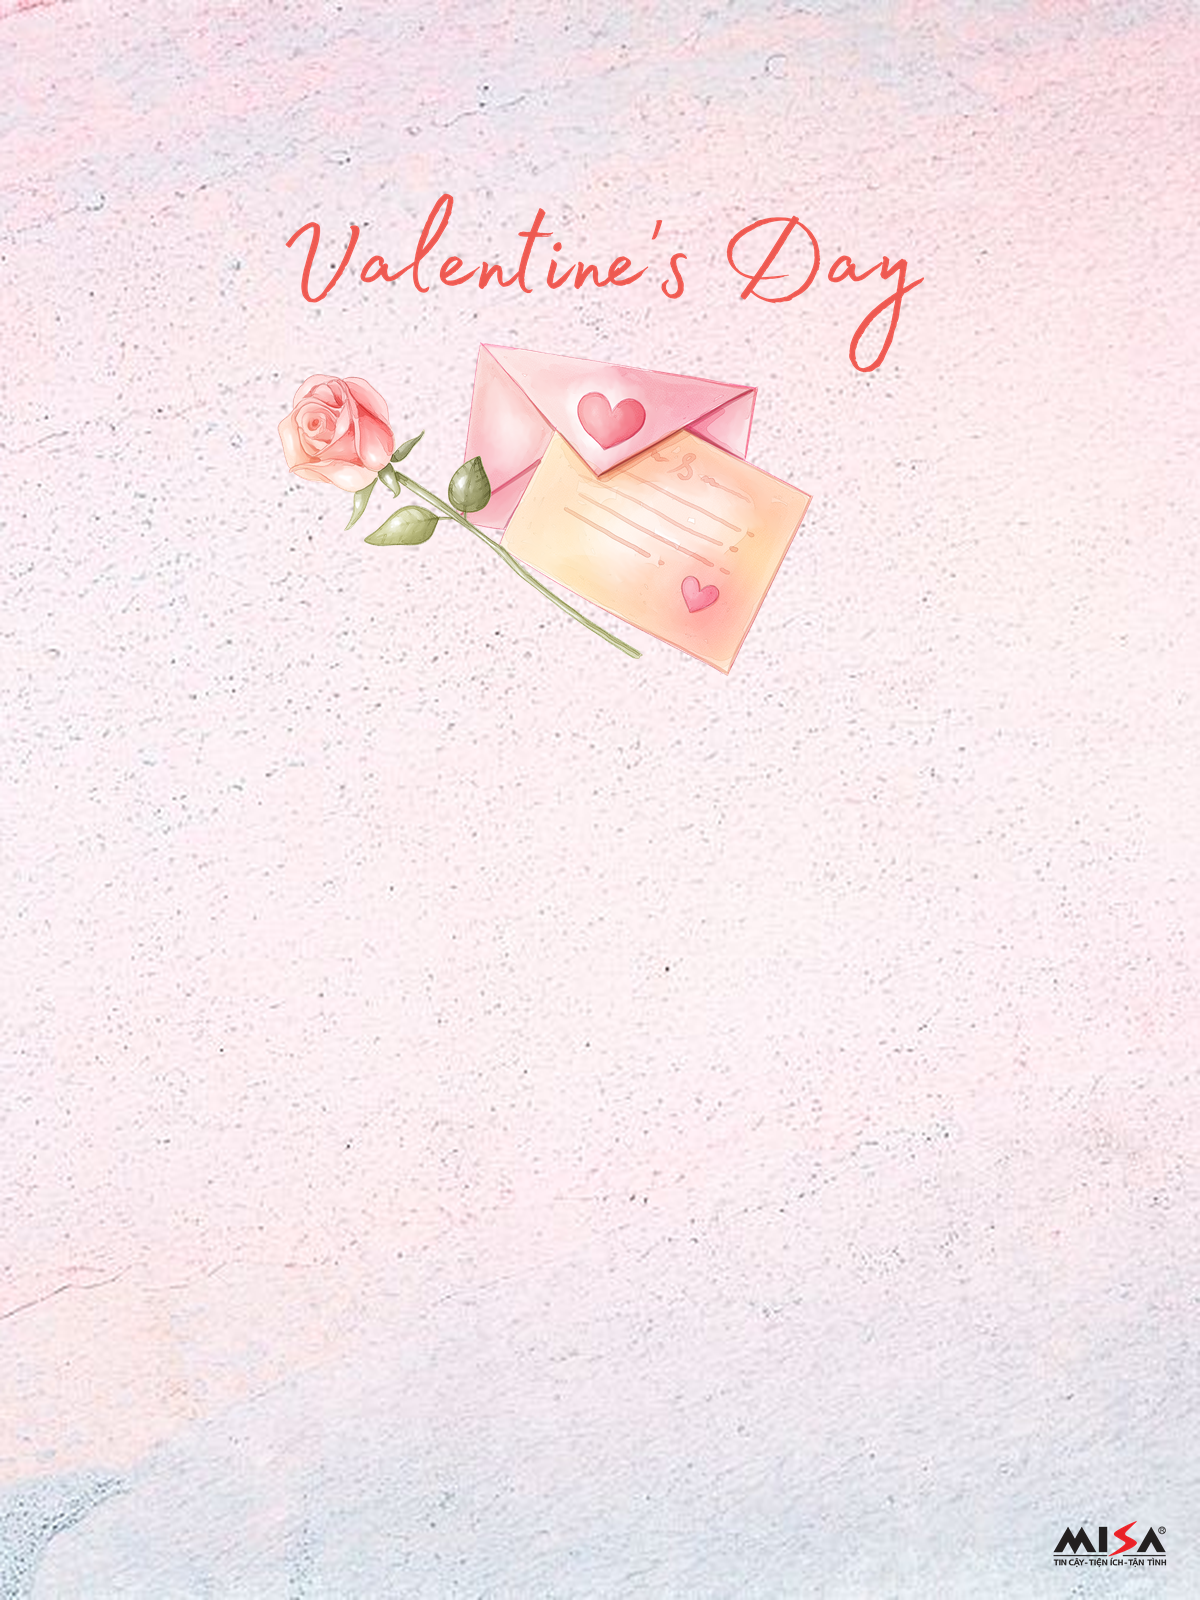 Valentine's Day
MISA®
TIN CẬY - TIỆN ÍCH - TẬN TÌNH